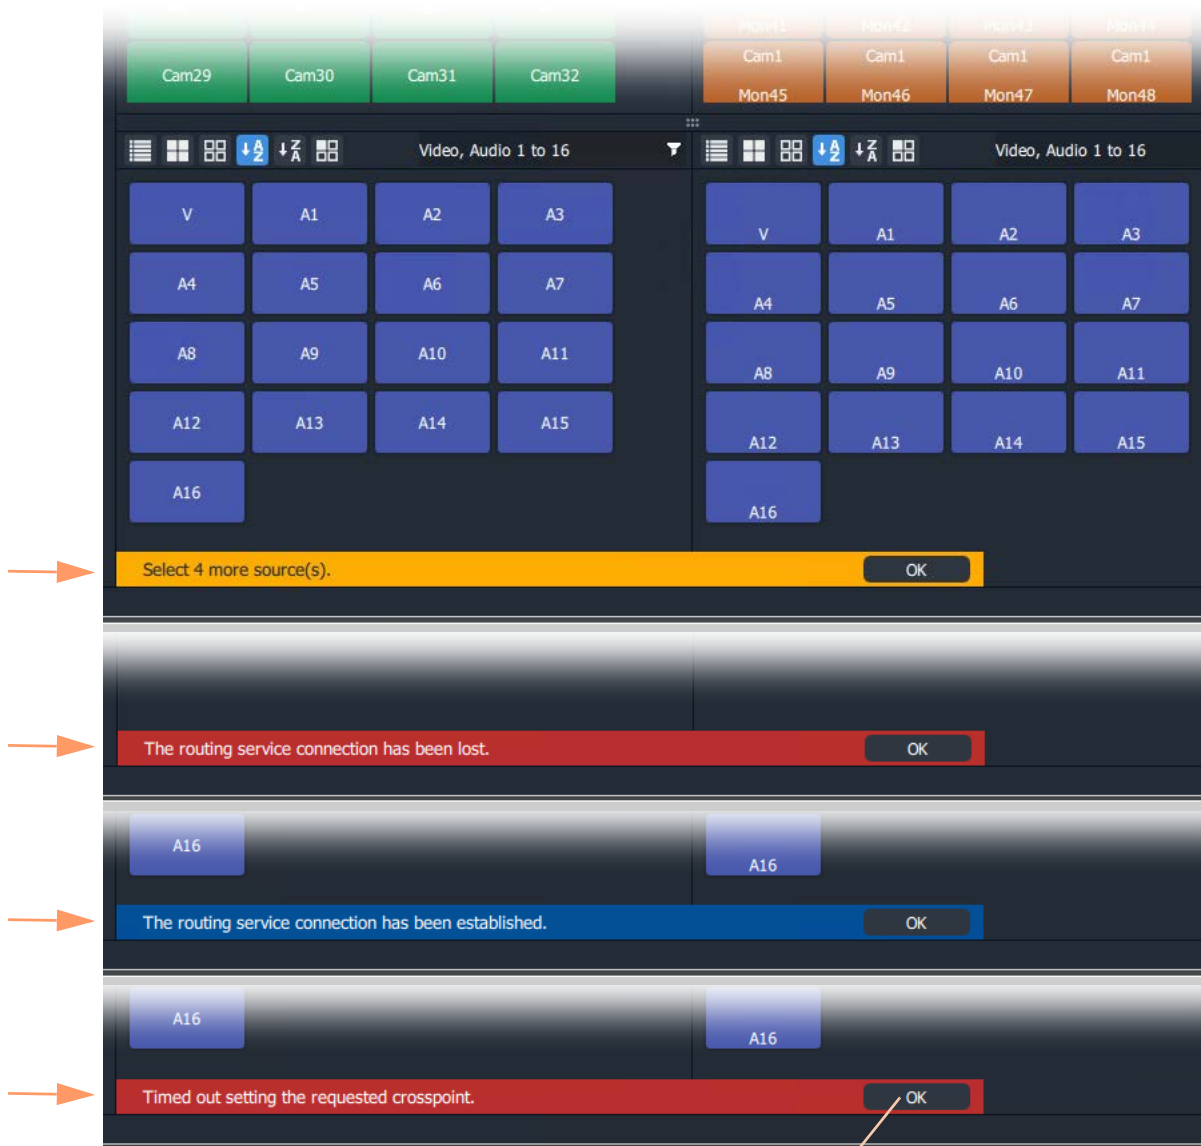 Mon41 Mon42 Mon43 Mon44
Cam29 Cam30 Cam31 Cam32
Cam1 Cam1 Cam1 Cam1
Mon45 Mon46 Mon47 Mon48
Video, Audio 1 to 16
Video, Audio 1 to 16
V A1 A2 A3
A4 A5 A6 A7
A8 A9 A10 A11
A12 A13 A14 A15
A16
V A1 A2 A3
A4 A5 A6 A7
A8 A9 A10 A11
A12 A13 A14 A15
A16
Select 4 more source(s). OK
The routing service connection has been lost. OK
A16 A16
The routing service connection has been established. OK
A16 A16
Timed out setting the requested crosspoint. OK